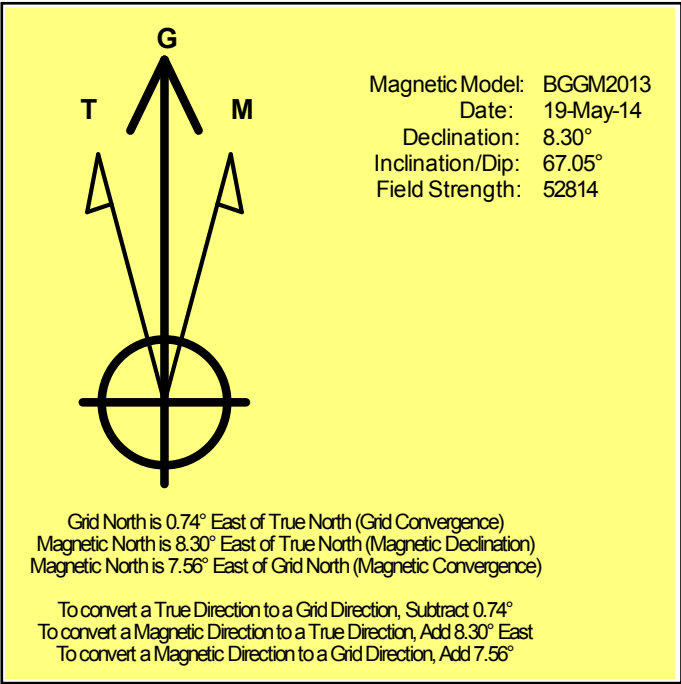 G
T
M
Magnetic Model: BGGM2013
Date: 19-May-14
Declination: 8.30°
Inclination/Dip: 67.05°
Field Strength: 52814
Grid North is 0.74° East of True North (Grid Convergence)
Magnetic North is 8.30° East of True North (Magnetic Declination)
Magnetic North is 7.56° East of Grid North (Magnetic Convergence)
To convert a True Direction to a Grid Direction, Subtract 0.74°
To convert a Magnetic Direction to a True Direction, Add 8.30° East
To convert a Magnetic Direction to a Grid Direction, Add 7.56°